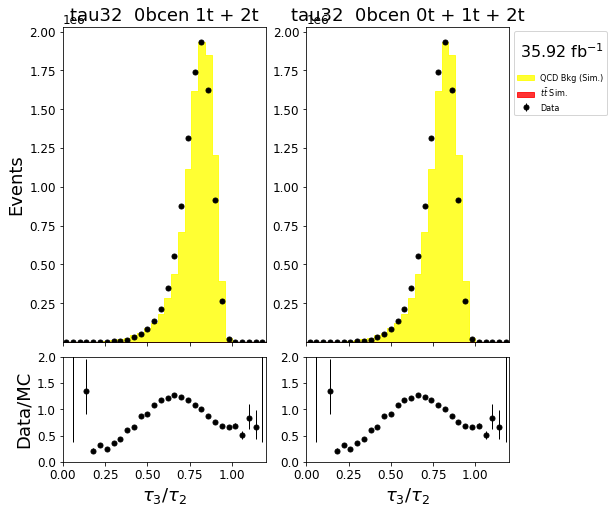 tau32 0bcen 1t + 2t
tau32 0bcen 0t + 1t + 2t
1e6
1e6
35.92 fb⁻¹
QCD Bkg (Sim.)
tt̄ Sim.
Data
Events
2.00
1.75
1.50
1.25
1.00
0.75
0.50
0.25
2.00
1.75
1.50
1.25
1.00
0.75
0.50
0.25
Data/MC
2.0
1.5
1.0
0.5
0.0
2.0
1.5
1.0
0.5
0.0
0.00 0.25 0.50 0.75 1.00
0.00 0.25 0.50 0.75 1.00
τ₃/τ₂
τ₃/τ₂